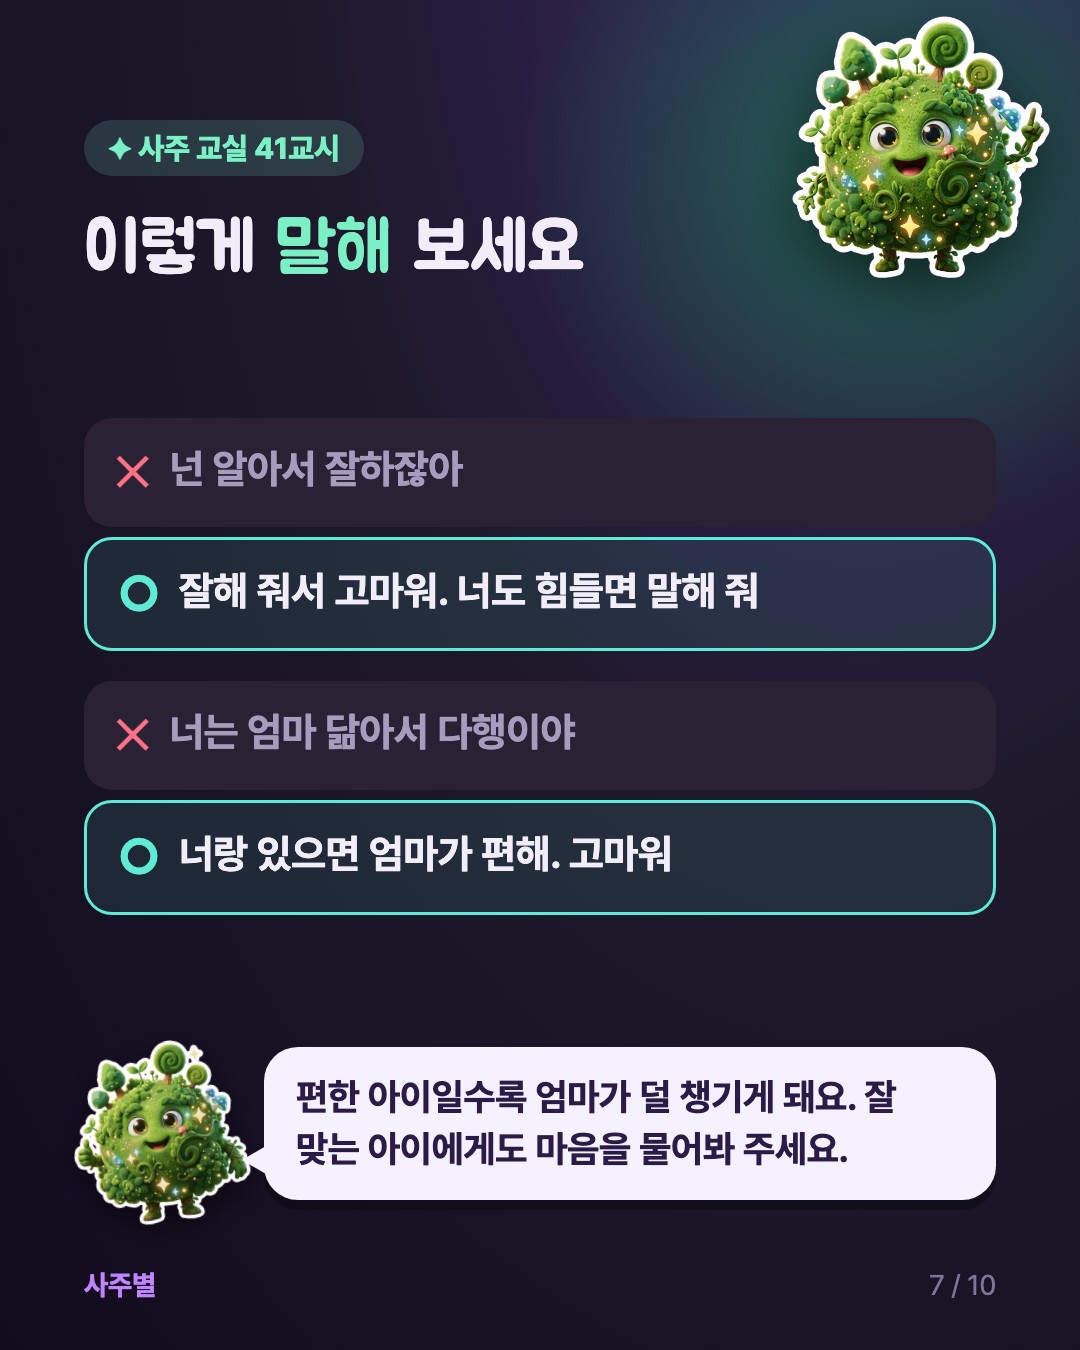 ✦ 사주 교실 41교시
이렇게 말해 보세요
✕ 넌 알아서 잘하잖아
○ 잘해 줘서 고마워. 너도 힘들면 말해 줘
✕ 너는 엄마 닮아서 다행이야
○ 너랑 있으면 엄마가 편해. 고마워
편한 아이일수록 엄마가 덜 챙기게 돼요. 잘
맞는 아이에게도 마음을 물어봐 주세요.
사주별
7 / 10